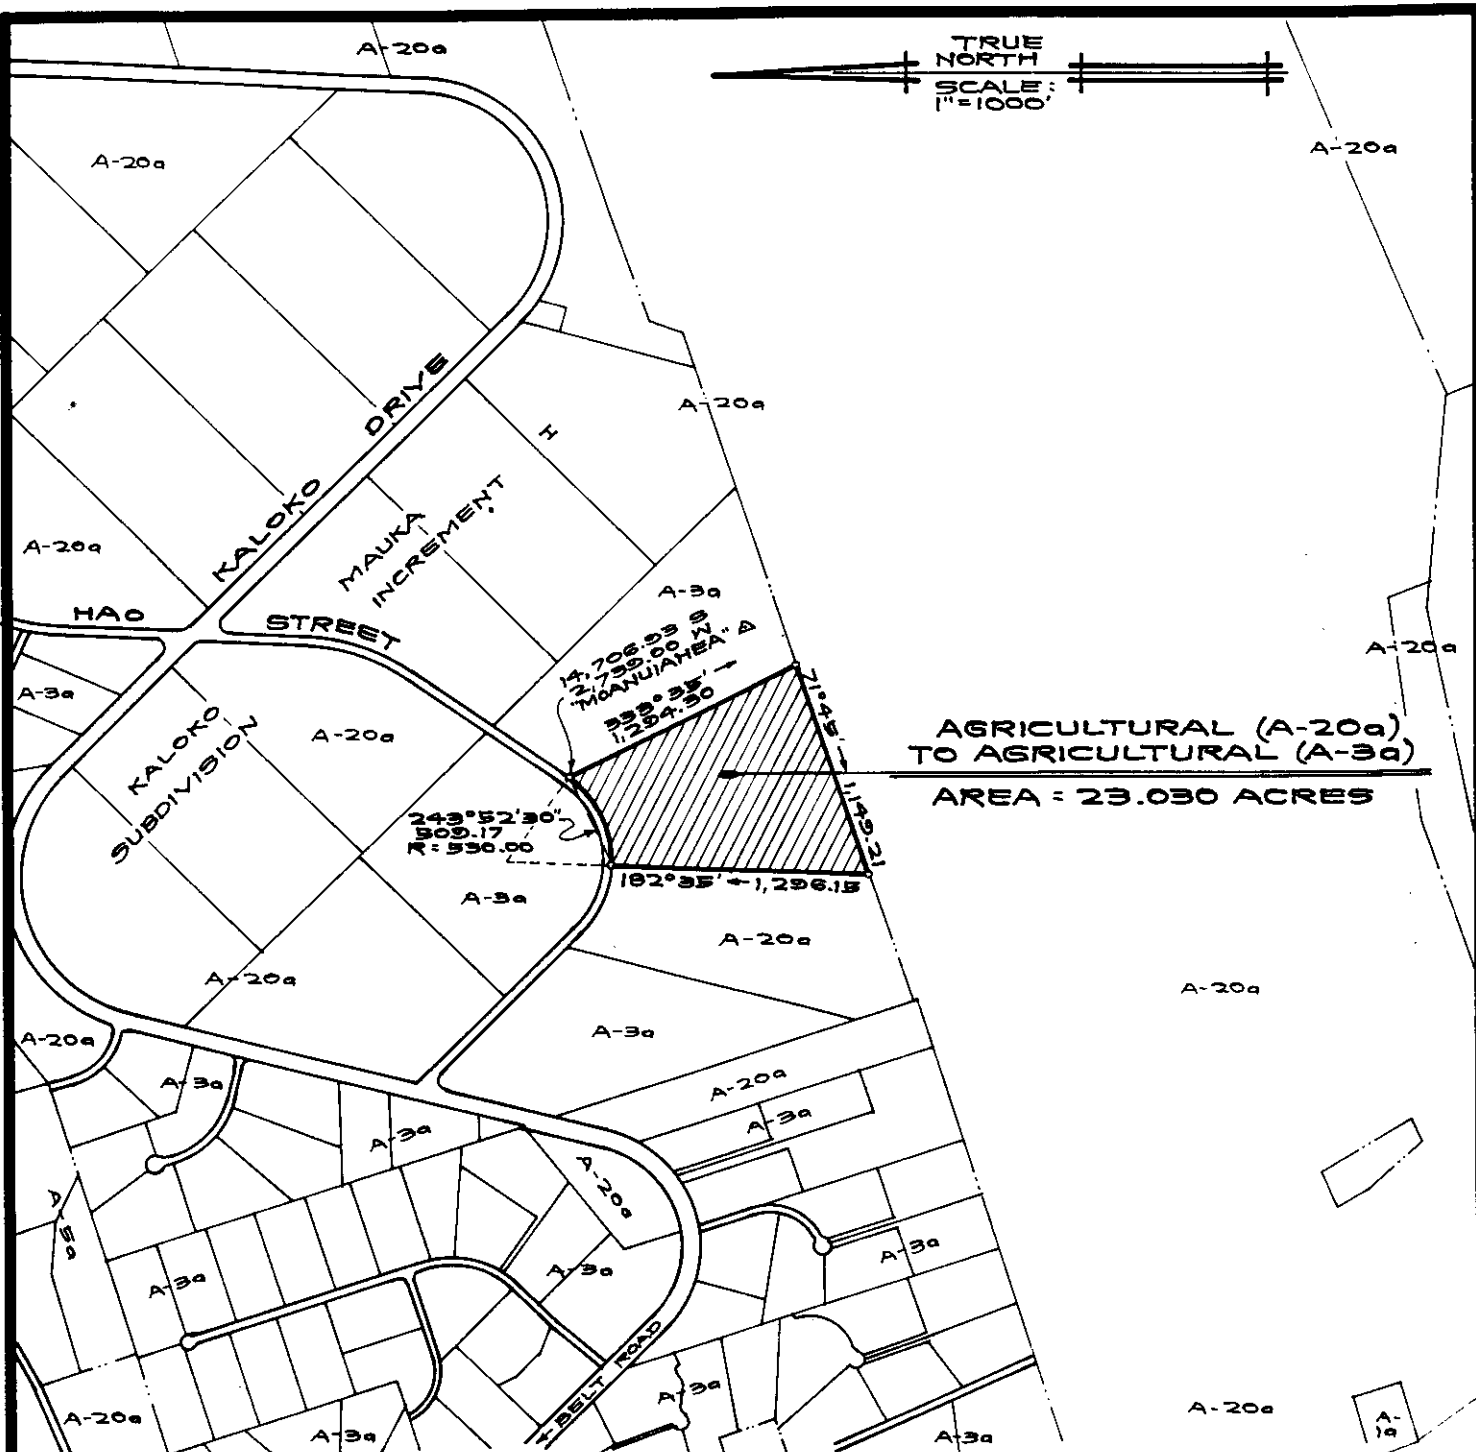 A-20a
TRUE
NORTH
SCALE:
1"=1000'
A-20a
A-20a
KALOKO DRIVE
A-20a
H
MAUKA
INCREMENT
A-20a
HAO STREET
A-3a
14,706.93 S
2,739.00 W
"MOANUIAHEA" △
333°35' →
1,294.30
71°45' →
1,149.21
A-20a
A-3a
KALOKO
SUBDIVISION
A-20a
AGRICULTURAL (A-20a)
TO AGRICULTURAL (A-3a)
AREA = 23.030 ACRES
243°52'30"
509.17
R = 530.00
182°35' ← 1,296.15
A-3a
A-20a
A-20a
A-20a
A-20a
A-3a
A-3a
A-20a
A-3a
A-3a
A-20a
A-5a
A-3a
A-3a
A-3a
← BELT ROAD
A-3a
A-20a
A-3a
A-3a
A-20a
A-
1a